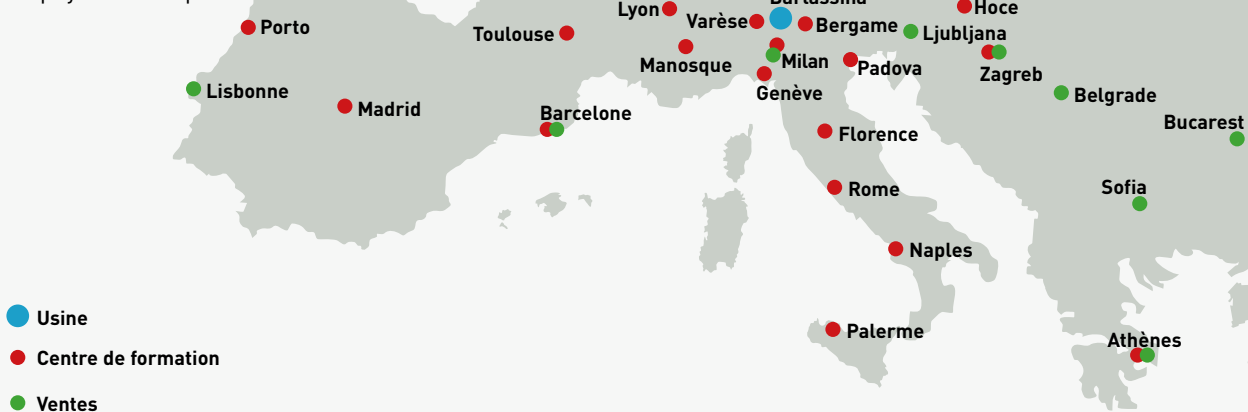 Hoce
Lyon
Varèse
Bergame
Porto
Toulouse
Ljubljana
Manosque
Milan
Padova
Zagreb
Genève
Lisbonne
Madrid
Belgrade
Barcelone
Bucarest
Florence
Sofia
Rome
Naples
Usine
Palerme
Athènes
Centre de formation
Ventes